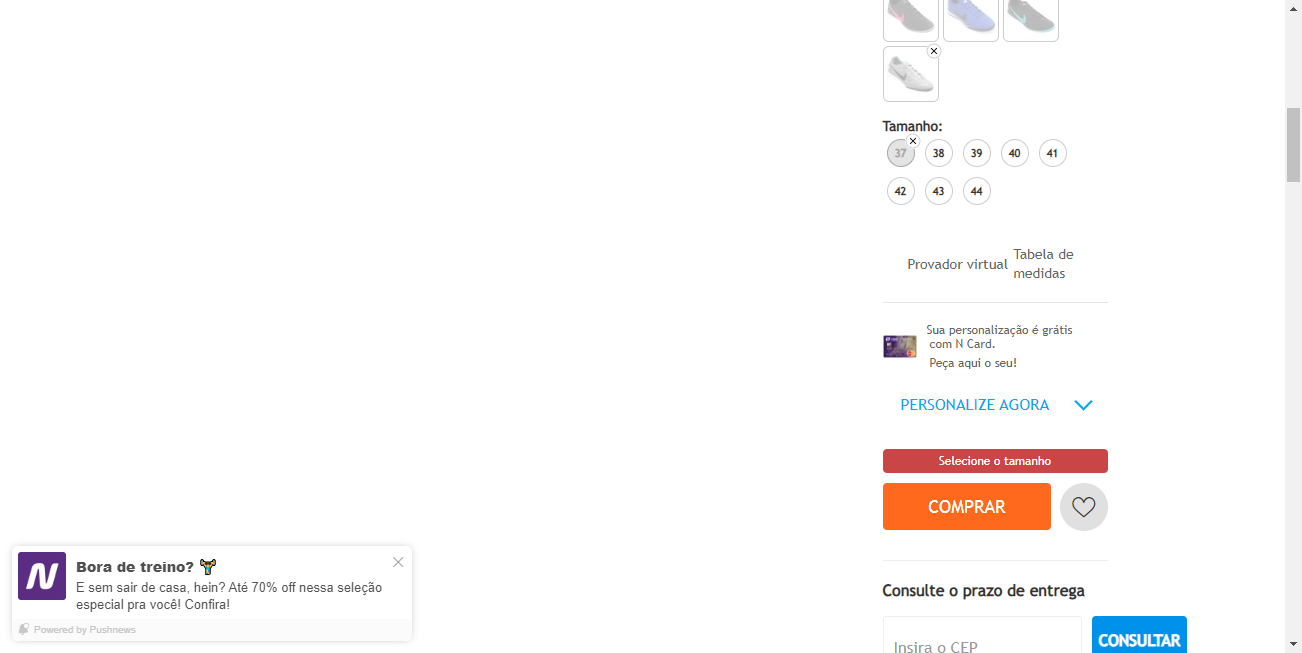 Tamanho:
37 38 39 40 41
42 43 44
Provador virtual
Tabela de
medidas
Sua personalização é grátis
com N Card.
Peça aqui o seu!
PERSONALIZE AGORA
Selecione o tamanho
COMPRAR
Bora de treino?
E sem sair de casa, hein? Até 70% off nessa seleção
especial pra você! Confira!
Powered by Pushnews
Consulte o prazo de entrega
Insira o CEP
CONSULTAR